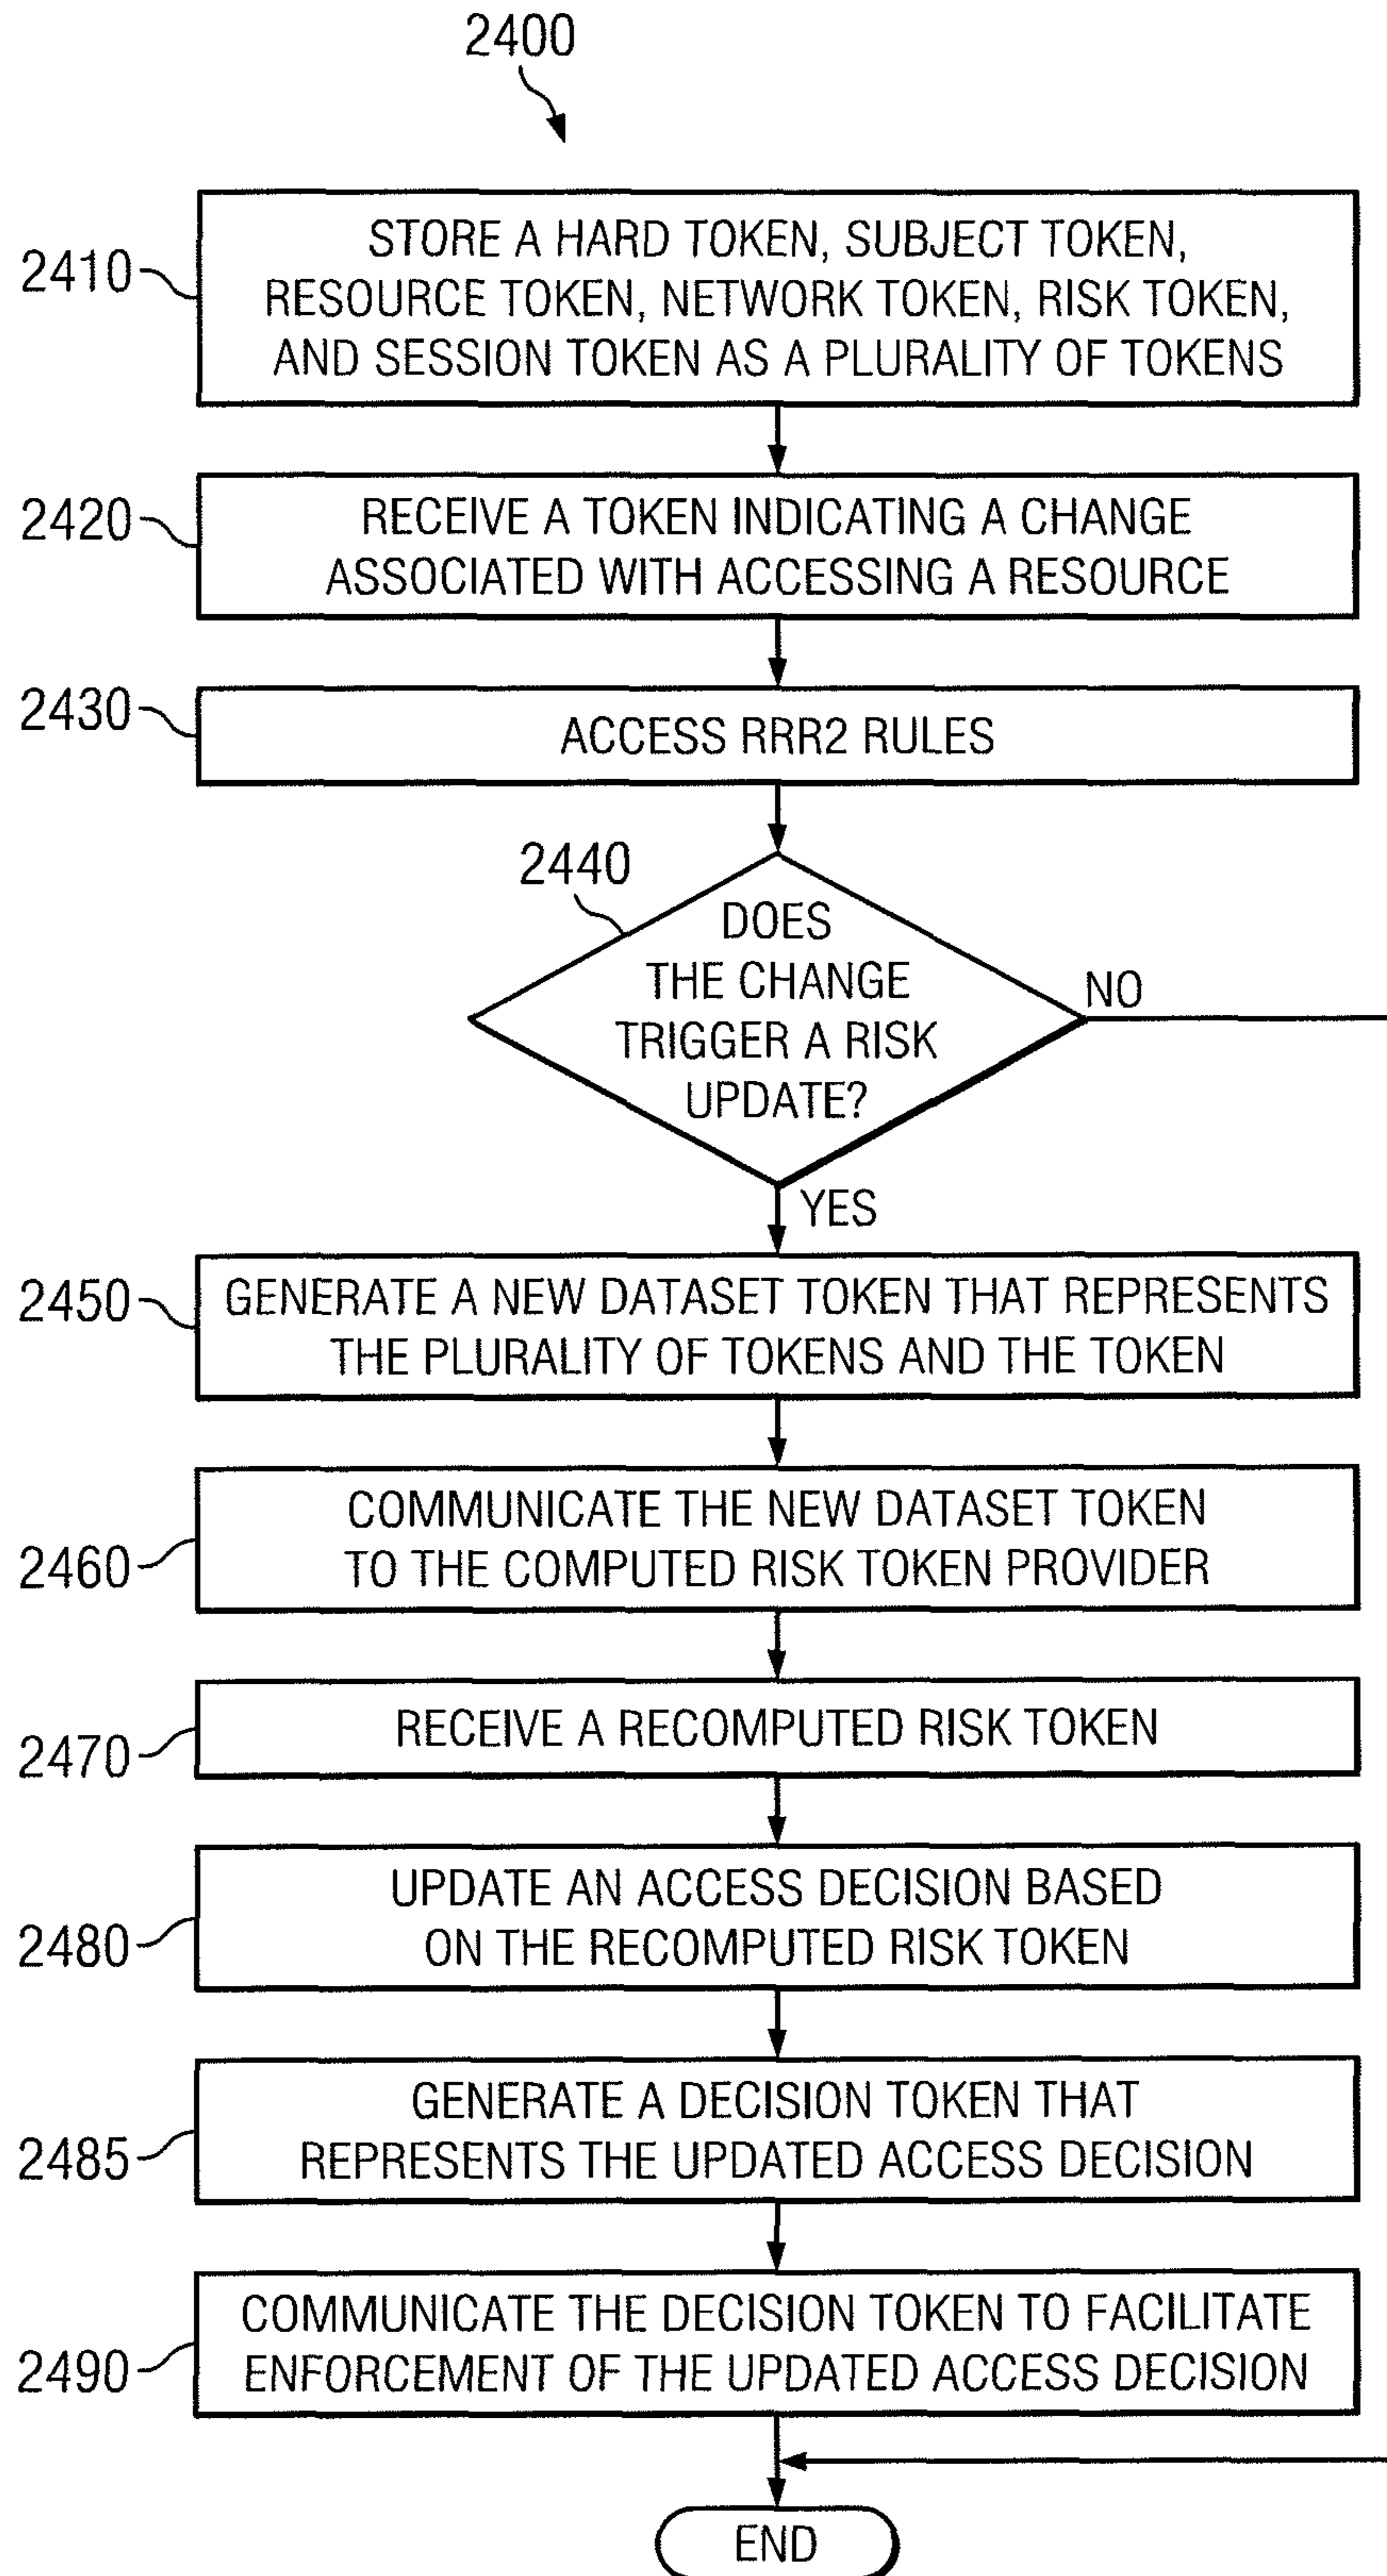 2400
2410
STORE A HARD TOKEN, SUBJECT TOKEN,
RESOURCE TOKEN, NETWORK TOKEN, RISK TOKEN,
AND SESSION TOKEN AS A PLURALITY OF TOKENS
2420
RECEIVE A TOKEN INDICATING A CHANGE
ASSOCIATED WITH ACCESSING A RESOURCE
2430
ACCESS RRR2 RULES
2440
DOES
THE CHANGE
TRIGGER A RISK
UPDATE?
NO
YES
2450
GENERATE A NEW DATASET TOKEN THAT REPRESENTS
THE PLURALITY OF TOKENS AND THE TOKEN
2460
COMMUNICATE THE NEW DATASET TOKEN
TO THE COMPUTED RISK TOKEN PROVIDER
2470
RECEIVE A RECOMPUTED RISK TOKEN
2480
UPDATE AN ACCESS DECISION BASED
ON THE RECOMPUTED RISK TOKEN
2485
GENERATE A DECISION TOKEN THAT
REPRESENTS THE UPDATED ACCESS DECISION
2490
COMMUNICATE THE DECISION TOKEN TO FACILITATE
ENFORCEMENT OF THE UPDATED ACCESS DECISION
END